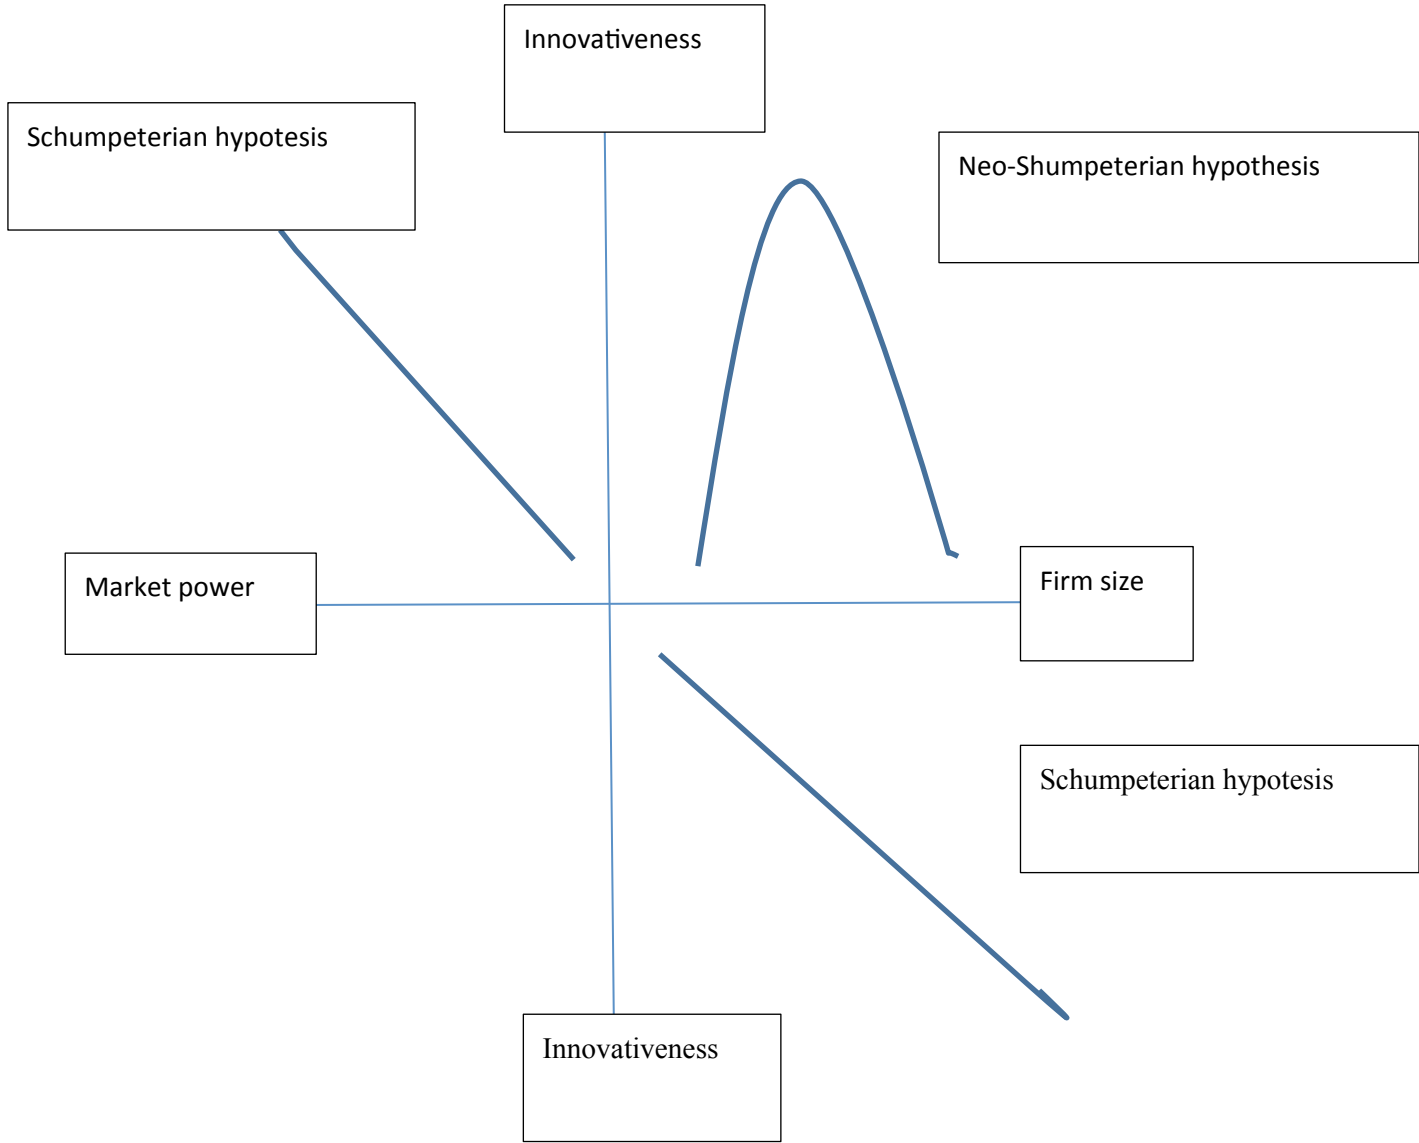 Innovativeness
Schumpeterian hypotesis
Neo-Shumpeterian hypothesis
Market power
Firm size
Schumpeterian hypotesis
Innovativeness